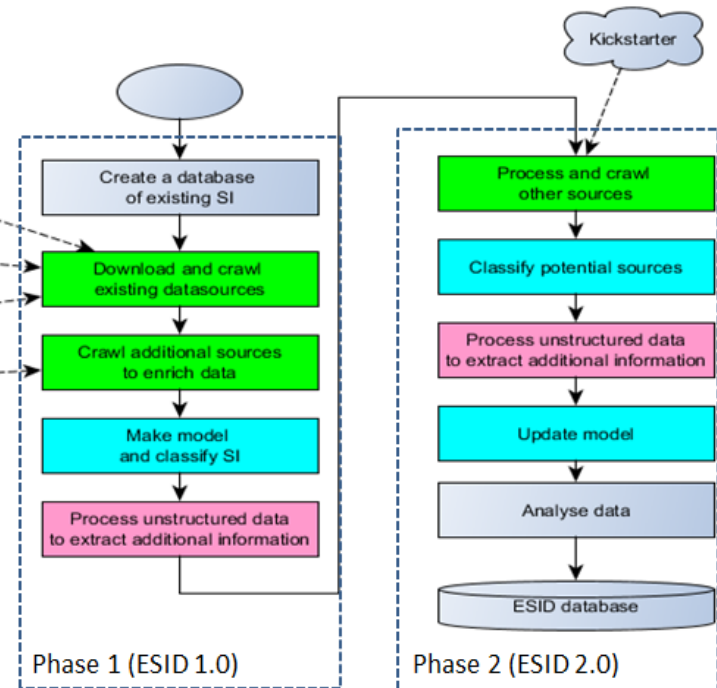 Kickstarter
Create a database
of existing SI
Download and crawl
existing datasources
Crawl additional sources
to enrich data
Make model
and classify SI
Process unstructured data
to extract additional information
Phase 1 (ESID 1.0)
Process and crawl
other sources
Classify potential sources
Process unstructured data
to extract additional information
Update model
Analyse data
ESID database
Phase 2 (ESID 2.0)